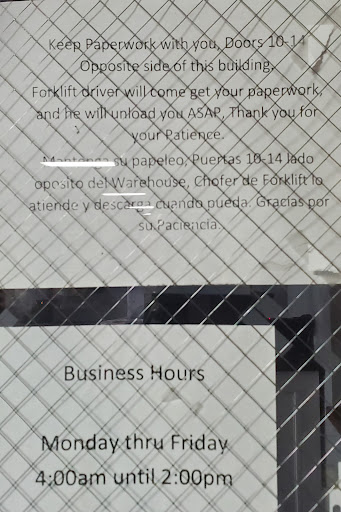 Keep Paperwork with you, Doors 10-14
Opposite side of this building.
Forklift driver will come get your paperwork,
and he will unload you ASAP, Thank you for
your Patience.
Mantenga su papeleo, Puertas 10-14 lado
oposito del Warehouse, Chofer de Forklift lo
atiende y descarga cuando pueda. Gracias por
su Paciencia.
Business Hours
Monday thru Friday
4:00am until 2:00pm